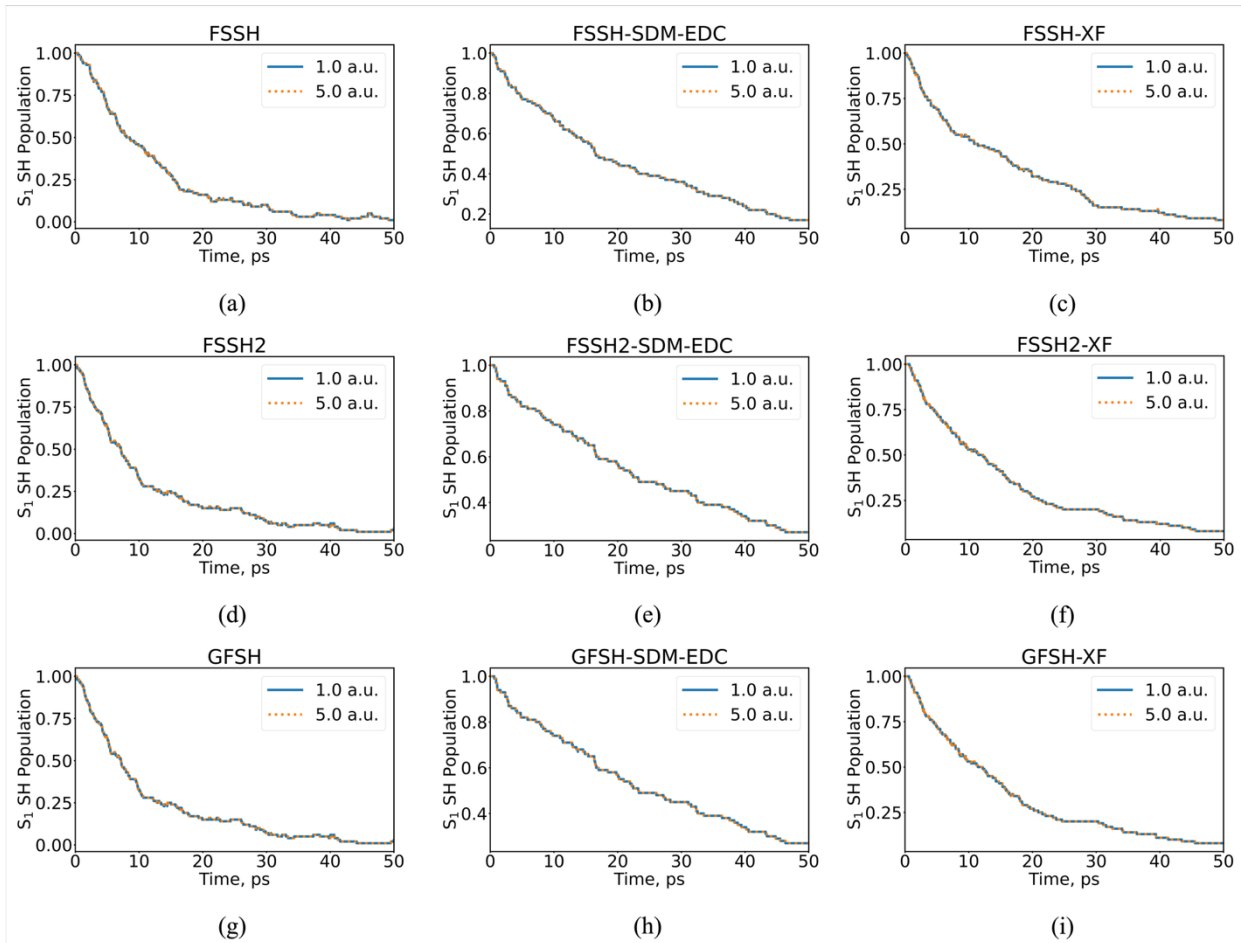 FSSH
FSSH-SDM-EDC
FSSH-XF
S₁ SH Population
1.00
0.75
0.50
0.25
0.00
1.0 a.u.
5.0 a.u.
0 10 20 30 40 50
Time, ps
S₁ SH Population
1.0
0.8
0.6
0.4
0.2
1.0 a.u.
5.0 a.u.
0 10 20 30 40 50
Time, ps
S₁ SH Population
1.00
0.75
0.50
0.25
1.0 a.u.
5.0 a.u.
0 10 20 30 40 50
Time, ps
(a)
(b)
(c)
FSSH2
FSSH2-SDM-EDC
FSSH2-XF
S₁ SH Population
1.00
0.75
0.50
0.25
0.00
1.0 a.u.
5.0 a.u.
0 10 20 30 40 50
Time, ps
S₁ SH Population
1.0
0.8
0.6
0.4
1.0 a.u.
5.0 a.u.
0 10 20 30 40 50
Time, ps
S₁ SH Population
1.00
0.75
0.50
0.25
1.0 a.u.
5.0 a.u.
0 10 20 30 40 50
Time, ps
(d)
(e)
(f)
GFSH
GFSH-SDM-EDC
GFSH-XF
S₁ SH Population
1.00
0.75
0.50
0.25
0.00
1.0 a.u.
5.0 a.u.
0 10 20 30 40 50
Time, ps
S₁ SH Population
1.0
0.8
0.6
0.4
1.0 a.u.
5.0 a.u.
0 10 20 30 40 50
Time, ps
S₁ SH Population
1.00
0.75
0.50
0.25
1.0 a.u.
5.0 a.u.
0 10 20 30 40 50
Time, ps
(g)
(h)
(i)